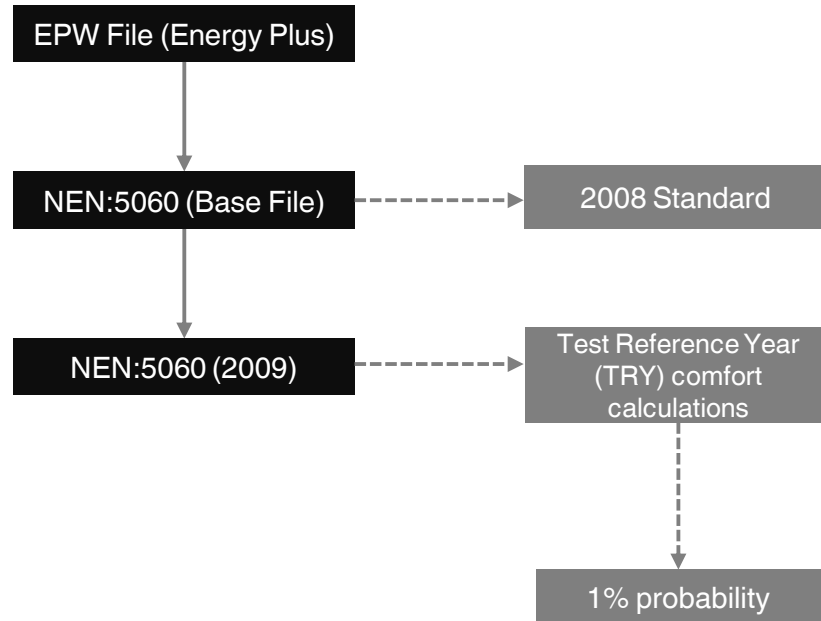 EPW File (Energy Plus)
NEN:5060 (Base File)
2008 Standard
NEN:5060 (2009)
Test Reference Year
(TRY) comfort
calculations
1% probability